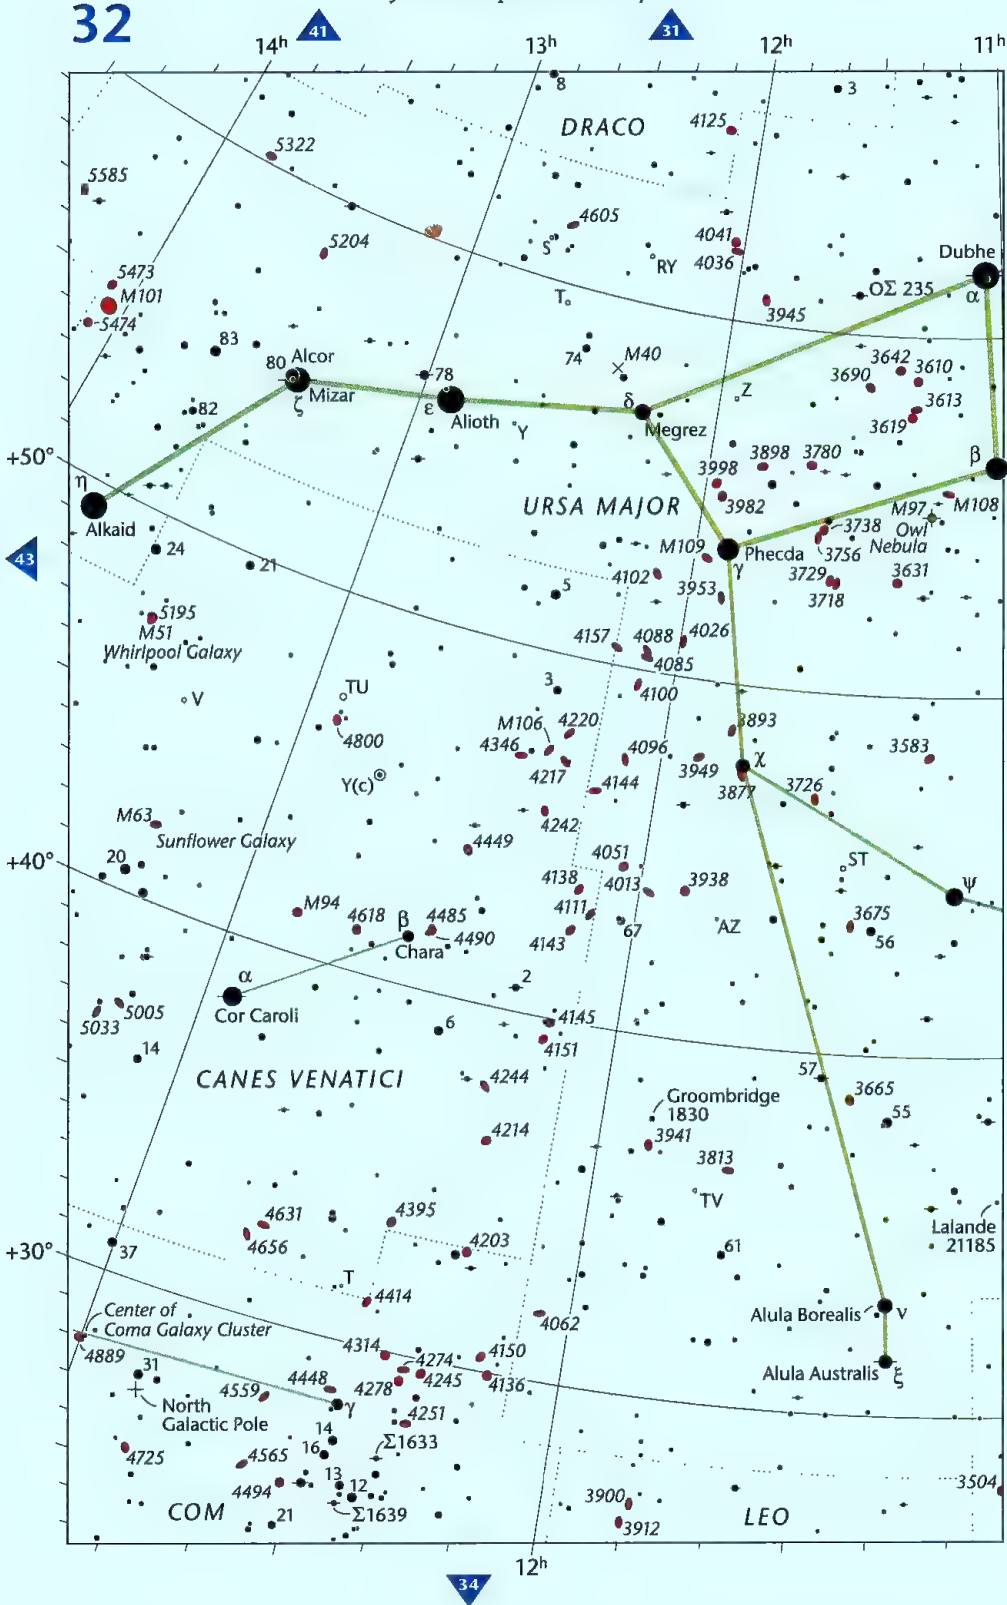 32
41
31
14h
13h
12h
11h
8
DRACO
3
4125
5322
5585
4605
5204
S
4041
RY
4036
Dubhe
α
5473
M101
T
OΣ 235
5474
3945
83
80
Alcor
74
M40
3642
3610
78
3690
ζ
Mizar
ε
δ
Z
3613
82
Alioth
Y
Megrez
3619
+50°
η
3898
3780
β
3998
Alkaid
URSA MAJOR
3982
M97
M108
Owl
Nebula
3738
24
M109
Phecda
3756
43
21
γ
4102
3729
3631
5
3953
3718
5195
M51
4157
4088
4026
Whirlpool Galaxy
4085
TU
3
4100
V
M106
4220
3893
4800
4346
4096
χ
3583
4217
4144
3949
Y(c)
3877
3726
M63
4242
Sunflower Galaxy
4449
+40°
20
4051
ST
4138
4013
3938
ψ
M94
β
4111
4618
4485
67
AZ
3675
4490
4143
56
Chara
α
2
5005
Cor Caroli
5033
4145
6
14
4151
CANES VENATICI
57
4244
Groombridge
1830
3665
55
4214
3941
3813
TV
4631
4395
Lalande
21185
4656
4203
61
+30°
37
T
4414
Center of
Coma Galaxy Cluster
Alula Borealis
ν
4062
4889
4314
4150
31
4274
Alula Australis
ξ
4448
4278
4245
4136
4559
North
Galactic Pole
γ
4251
14
4725
4565
16
Σ1633
13
12
4494
3504
3900
COM
21
Σ1639
LEO
3912
12h
34